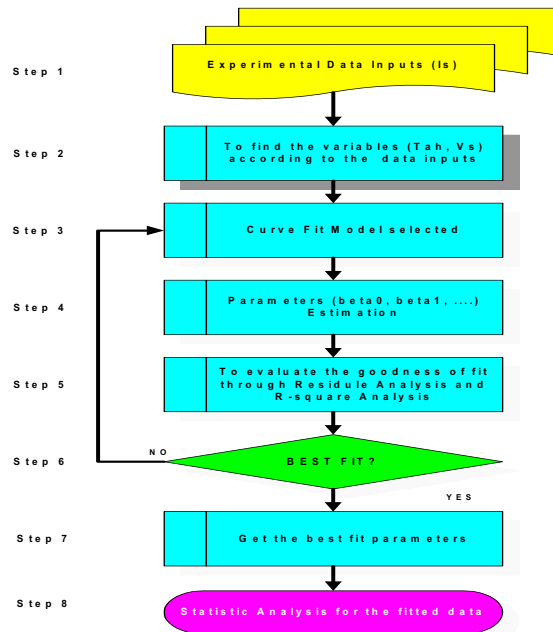 Step 1
Experimental Data Inputs (Is)
Step 2
To find the variables (Tah, Vs)
according to the data inputs
Step 3
Curve Fit Model selected
Step 4
Parameters (beta0, beta1, ....)
Estimation
Step 5
To evaluate the goodness of fit
through Residule Analysis and
R-square Analysis
Step 6
NO
BEST FIT?
YES
Step 7
Get the best fit parameters
Step 8
Statistic Analysis for the fitted data